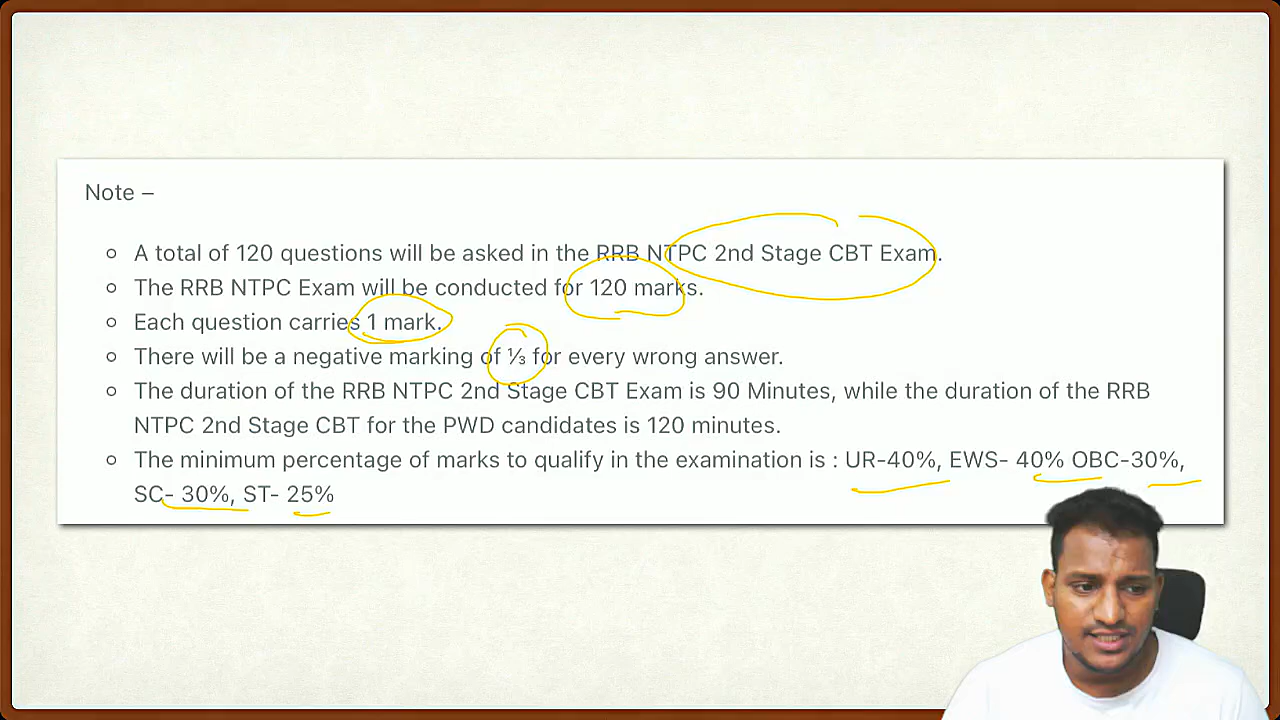 Note –
A total of 120 questions will be asked in the RRB NTPC 2nd Stage CBT Exam.
The RRB NTPC Exam will be conducted for 120 marks.
Each question carries 1 mark.
There will be a negative marking of ⅓ for every wrong answer.
The duration of the RRB NTPC 2nd Stage CBT Exam is 90 Minutes, while the duration of the RRB
NTPC 2nd Stage CBT for the PWD candidates is 120 minutes.
The minimum percentage of marks to qualify in the examination is : UR-40%, EWS- 40% OBC-30%,
SC- 30%, ST- 25%